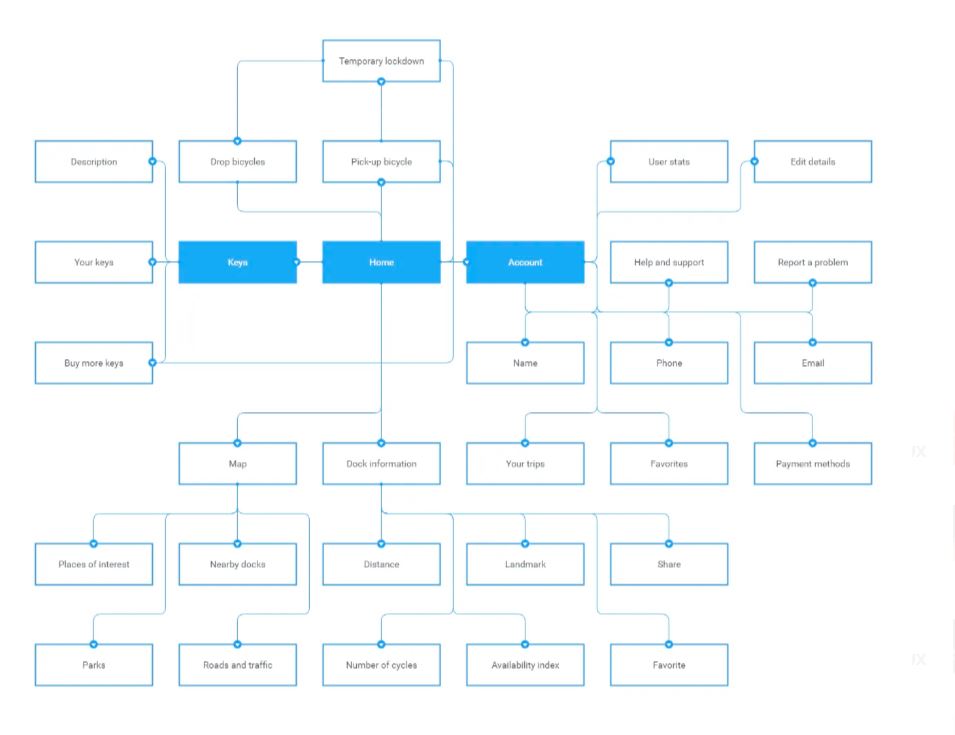 Temporary lockdown
Description
Drop bicycles
Pick-up bicycle
User stats
Edit details
Your keys
Keys
Home
Account
Help and support
Report a problem
Buy more keys
Name
Phone
Email
Map
Dock information
Your trips
Favorites
Payment methods
Places of interest
Nearby docks
Distance
Landmark
Share
Parks
Roads and traffic
Number of cycles
Availability index
Favorite